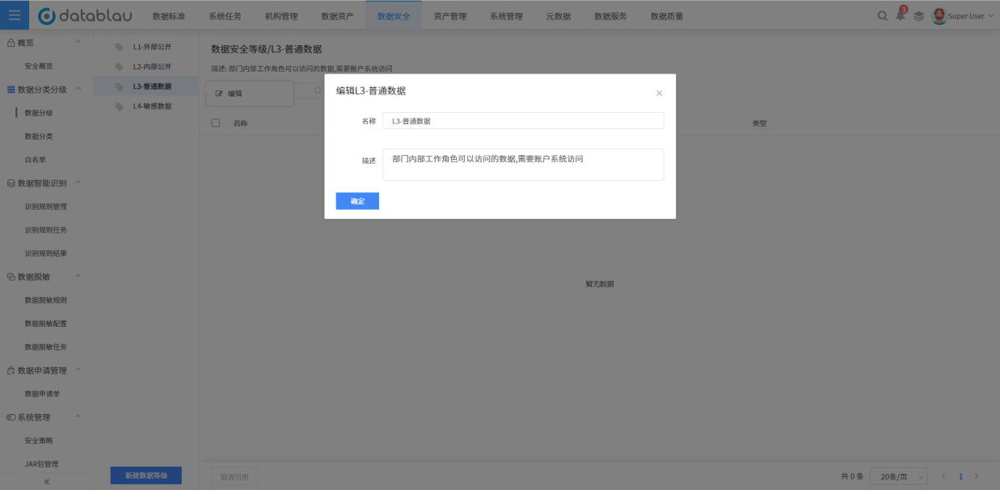 datablau
数据标准
系统任务
机构管理
数据资产
数据安全
资产管理
系统管理
元数据
数据服务
数据质量
3
Super User
概览
安全概览
数据分类分级
数据分级
数据分类
白名单
数据智能识别
识别规则管理
识别规则任务
识别规则结果
数据脱敏
数据脱敏规则
数据脱敏配置
数据脱敏任务
数据申请管理
数据申请单
系统管理
安全策略
JAR包管理
«
L1-外部公开
L2-内部公开
L3-普通数据
L4-敏感数据
新建数据等级
数据安全等级/L3-普通数据
描述: 部门内部工作角色可以访问的数据,需要账户系统访问
编辑
名称
类型
编辑L3-普通数据
名称
L3-普通数据
描述
部门内部工作角色可以访问的数据,需要账户系统访问
确定
暂无数据
取消引用
共 0 条
20条/页
1